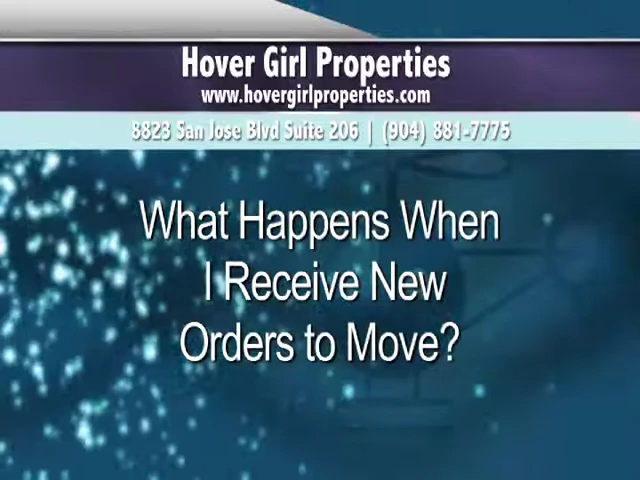 Hover Girl Properties
www.hovergirlproperties.com
8823 San Jose Blvd Suite 206 | (904) 381-7775
What Happens When
I Receive New
Orders to Move?